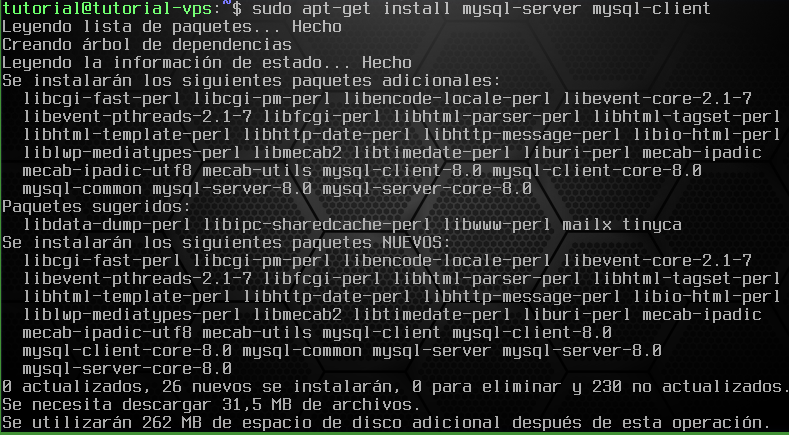 tutorial@tutorial-vps:~$ sudo apt-get install mysql-server mysql-client
Leyendo lista de paquetes... Hecho
Creando árbol de dependencias
Leyendo la información de estado... Hecho
Se instalarán los siguientes paquetes adicionales:
  libcgi-fast-perl libcgi-pm-perl libencode-locale-perl libevent-core-2.1-7
  libevent-pthreads-2.1-7 libfcgi-perl libhtml-parser-perl libhtml-tagset-perl
  libhtml-template-perl libhttp-date-perl libhttp-message-perl libio-html-perl
  liblwp-mediatypes-perl libmecab2 libtimedate-perl liburi-perl mecab-ipadic
  mecab-ipadic-utf8 mecab-utils mysql-client-8.0 mysql-client-core-8.0
  mysql-common mysql-server-8.0 mysql-server-core-8.0
Paquetes sugeridos:
  libdata-dump-perl libipc-sharedcache-perl libwww-perl mailx tinyca
Se instalarán los siguientes paquetes NUEVOS:
  libcgi-fast-perl libcgi-pm-perl libencode-locale-perl libevent-core-2.1-7
  libevent-pthreads-2.1-7 libfcgi-perl libhtml-parser-perl libhtml-tagset-perl
  libhtml-template-perl libhttp-date-perl libhttp-message-perl libio-html-perl
  liblwp-mediatypes-perl libmecab2 libtimedate-perl liburi-perl mecab-ipadic
  mecab-ipadic-utf8 mecab-utils mysql-client mysql-client-8.0
  mysql-client-core-8.0 mysql-common mysql-server mysql-server-8.0
  mysql-server-core-8.0
0 actualizados, 26 nuevos se instalarán, 0 para eliminar y 230 no actualizados.
Se necesita descargar 31,5 MB de archivos.
Se utilizarán 262 MB de espacio de disco adicional después de esta operación.